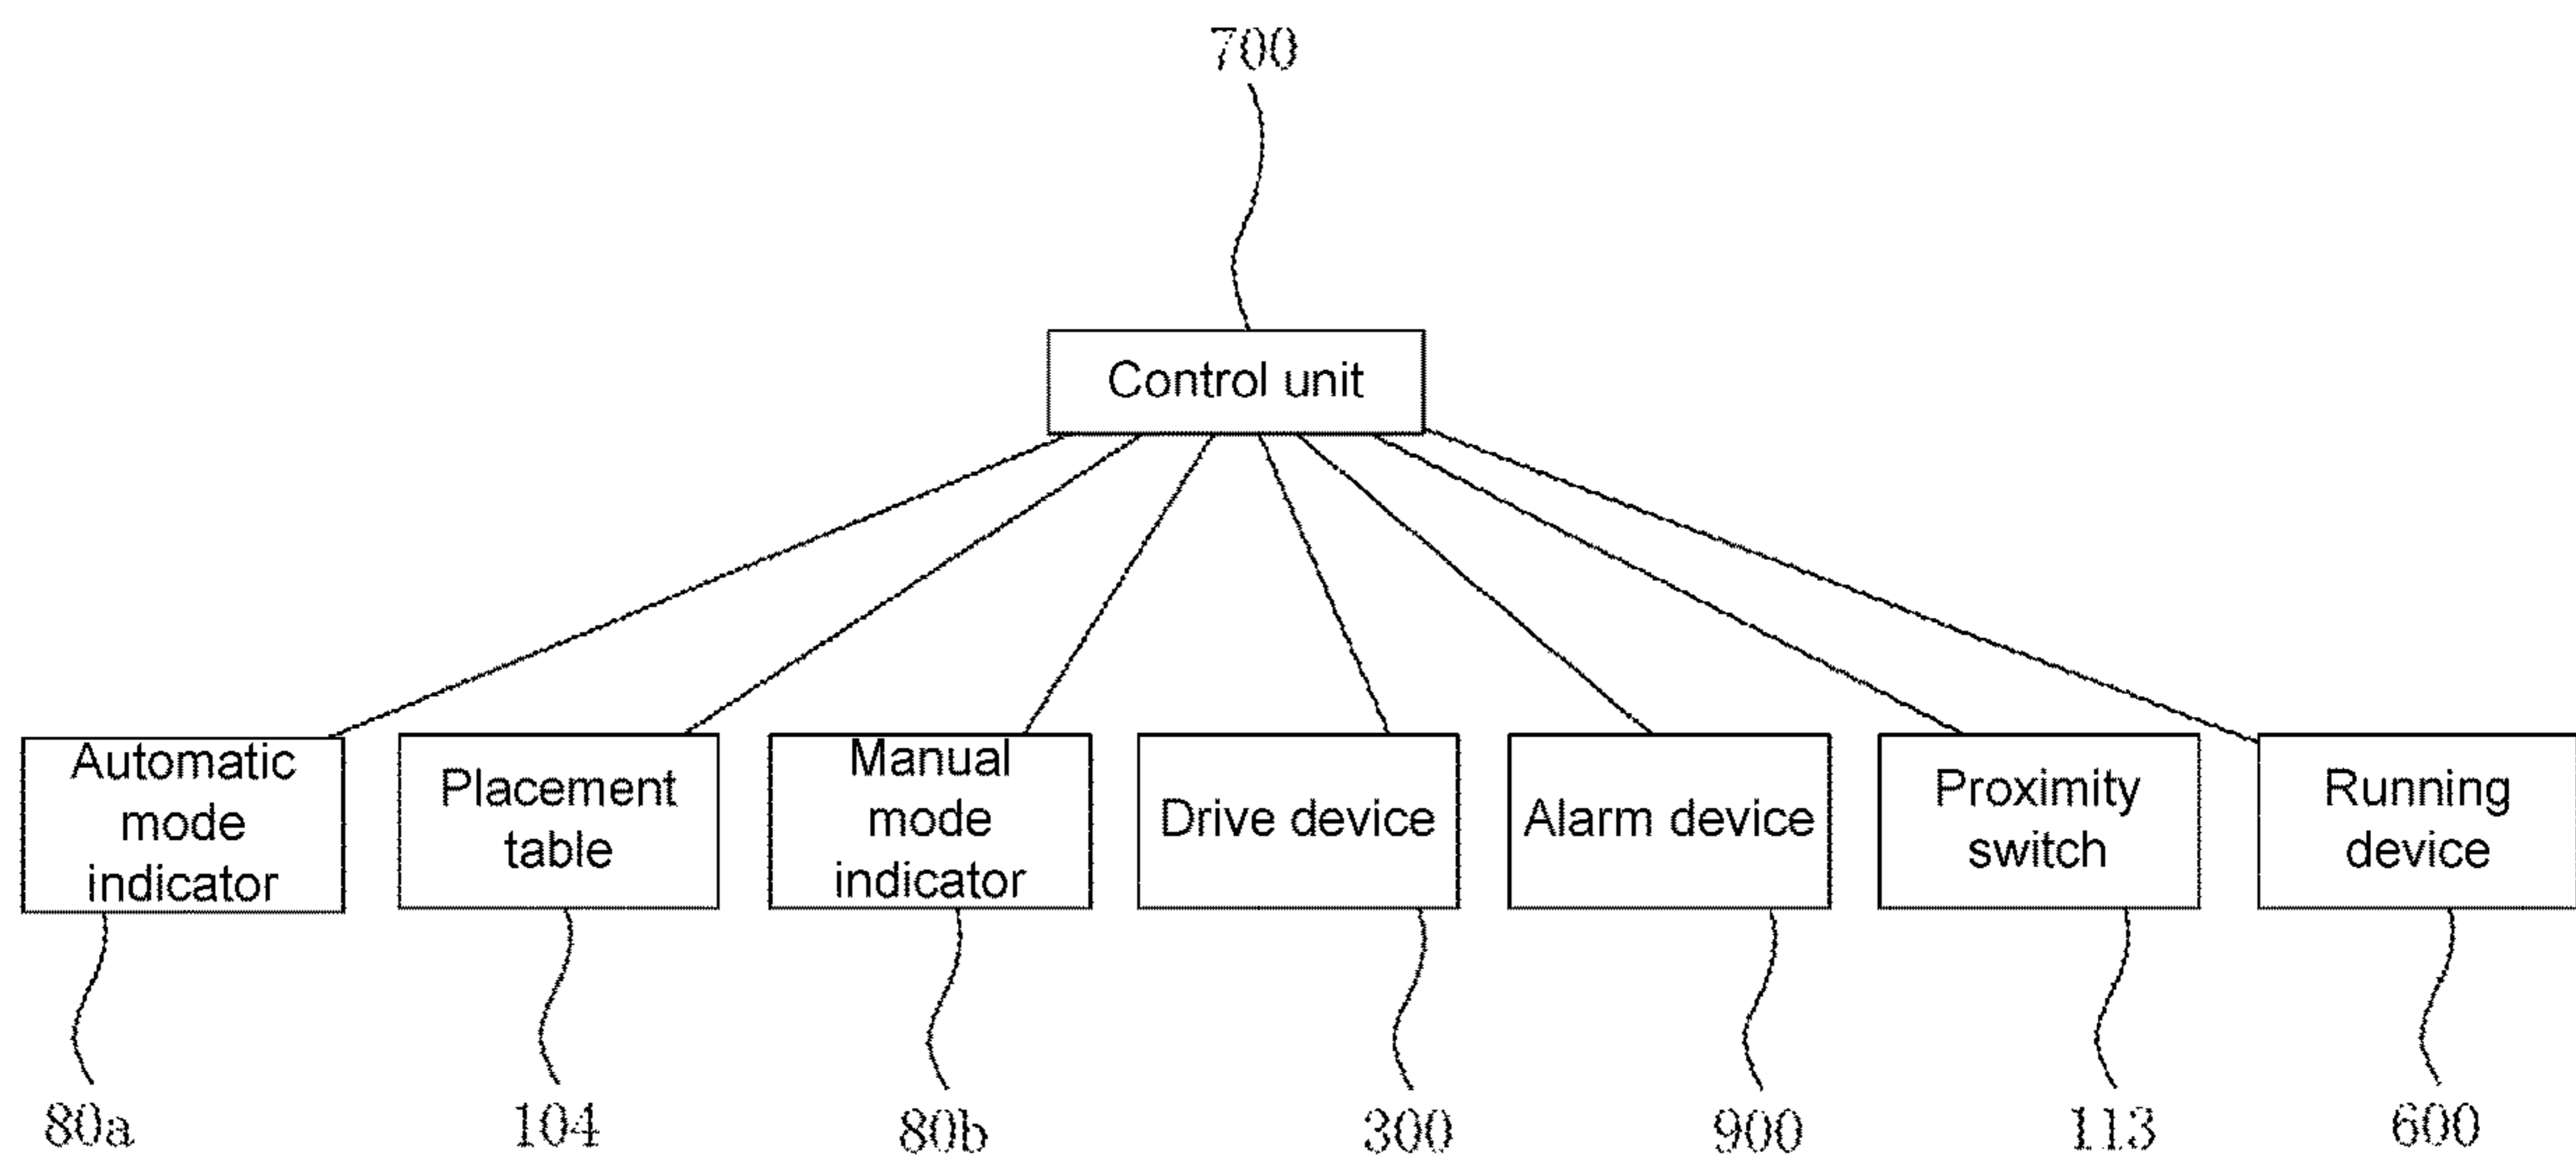 700
Control unit
Automatic
mode
indicator
Placement
table
Manual
mode
indicator
Drive device
Alarm device
Proximity
switch
Running
device
80a
104
80b
300
900
113
600